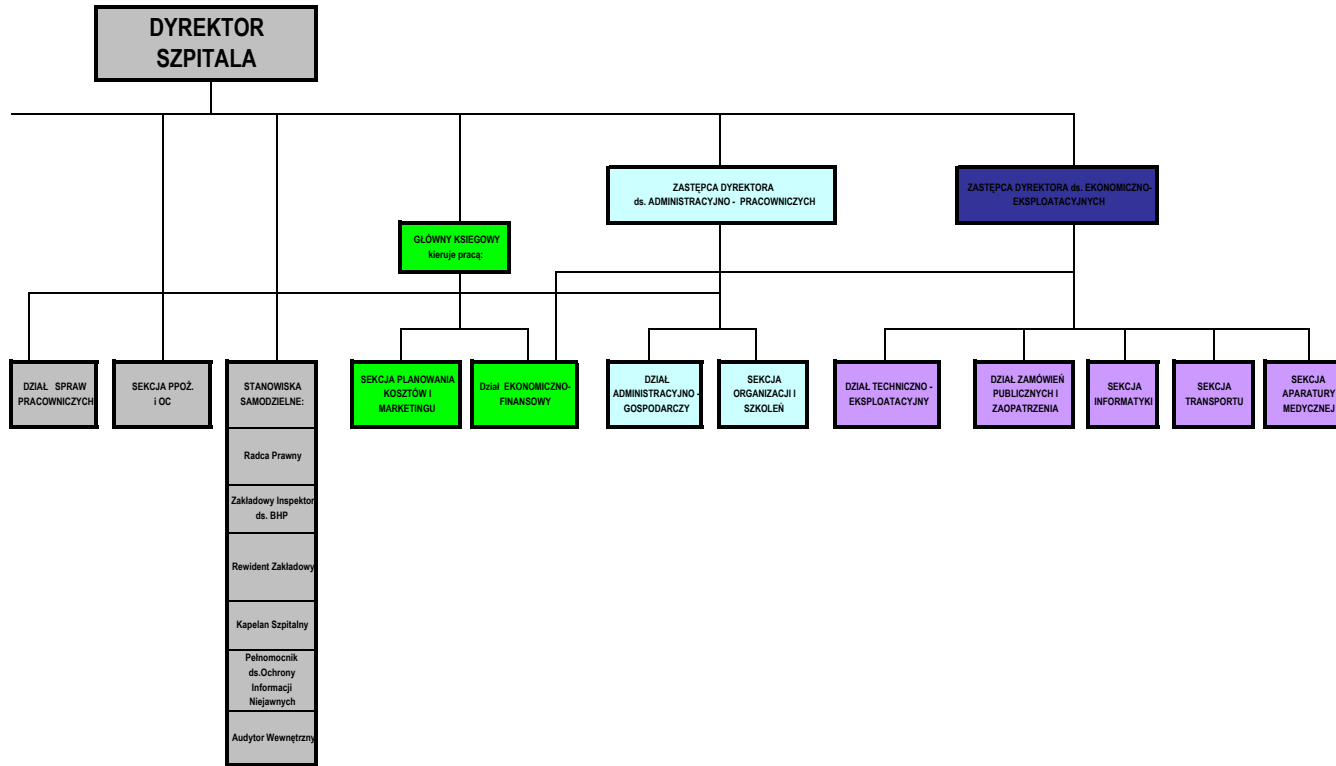 DYREKTOR
SZPITALA
ZASTĘPCA DYREKTORA
ds. ADMINISTRACYJNO - PRACOWNICZYCH
ZASTĘPCA DYREKTORA ds. EKONOMICZNO-
EKSPLOATACYJNYCH
GŁÓWNY KSIEGOWY
kieruje pracą:
DZIAŁ SPRAW
PRACOWNICZYCH
SEKCJA PPOŻ.
i OC
STANOWISKA
SAMODZIELNE:
SEKCJA PLANOWANIA
KOSZTÓW I
MARKETINGU
Dział EKONOMICZNO-
FINANSOWY
DZIAŁ
ADMINISTRACYJNO -
GOSPODARCZY
SEKCJA
ORGANIZACJI I
SZKOLEŃ
DZIAŁ TECHNICZNO -
EKSPLOATACYJNY
DZIAŁ ZAMÓWIEŃ
PUBLICZNYCH I
ZAOPATRZENIA
SEKCJA
INFORMATYKI
SEKCJA
TRANSPORTU
SEKCJA
APARATURY
MEDYCZNEJ
Radca Prawny
Zakładowy Inspektor
ds. BHP
Rewident Zakładowy
Kapelan Szpitalny
Pełnomocnik
ds.Ochrony
Informacji
Niejawnych
Audytor Wewnętrzny